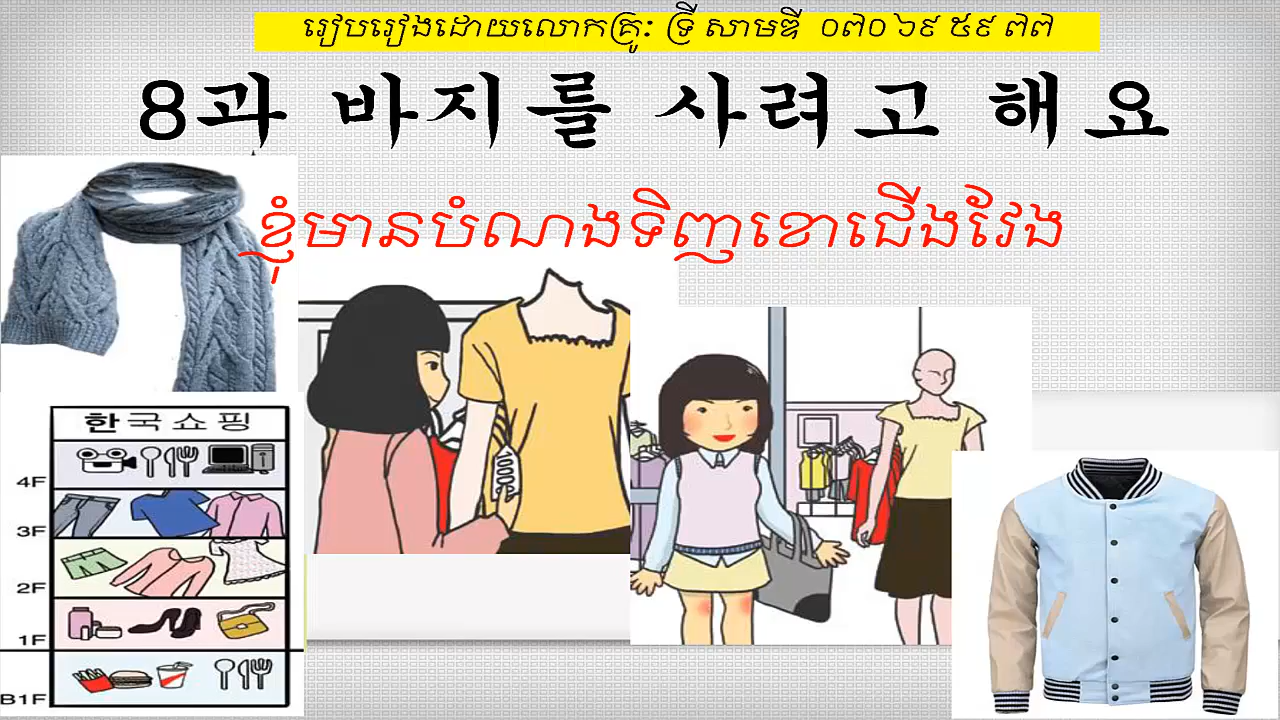 រៀបរៀងដោយលោកគ្រូៈ ទ្រី សាមឌី ០៧០ ៦៩ ៥៩ ៧៧
8과 바지를 사려고 해요
ខ្ញុំមានបំណងទិញខោជើងវែង
한국쇼핑
4F
3F
2F
1F
B1F